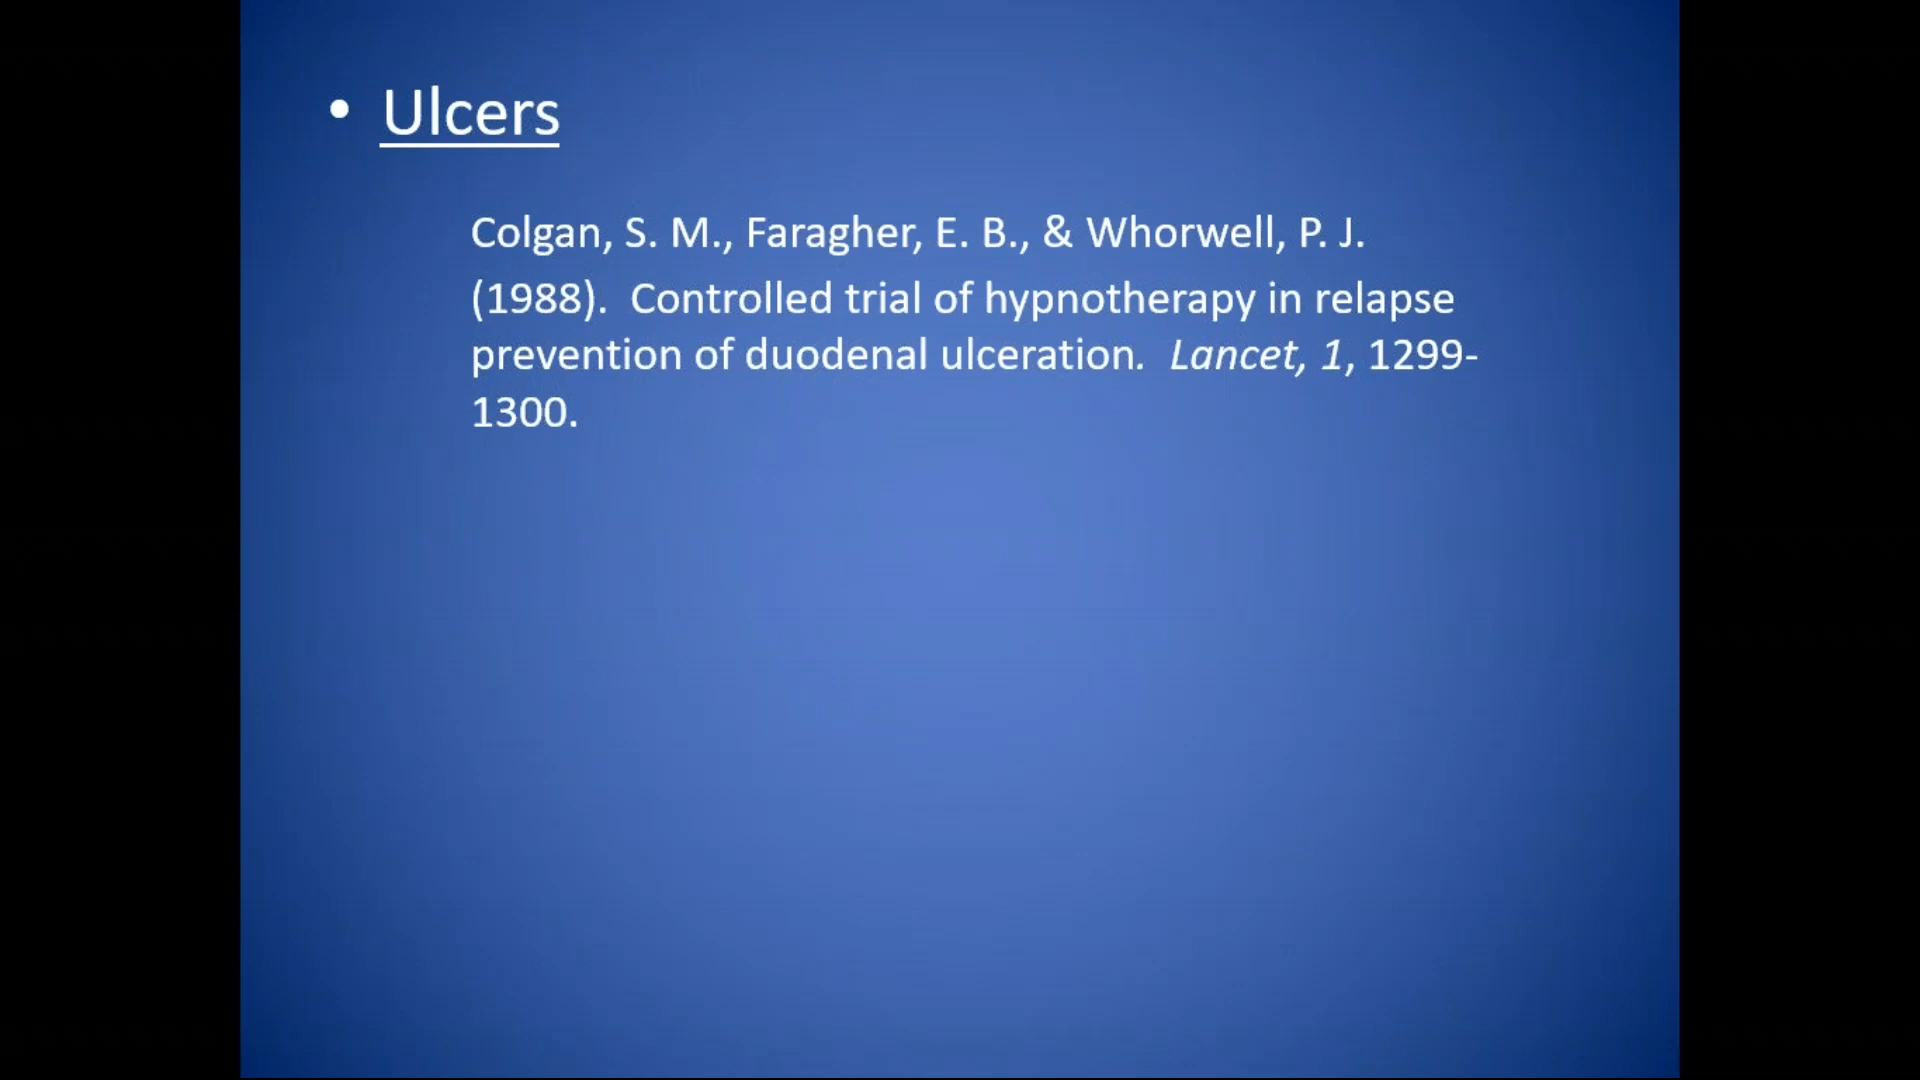 • Ulcers
Colgan, S. M., Faragher, E. B., & Whorwell, P. J.
(1988).  Controlled trial of hypnotherapy in relapse
prevention of duodenal ulceration.  Lancet, 1, 1299-
1300.